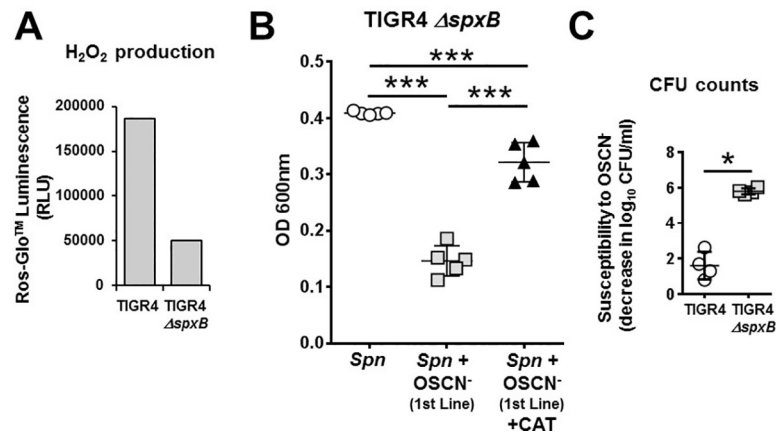 A
H₂O₂ production
Ros-Glo™ Luminescence
(RLU)
200000
150000
100000
50000
0
TIGR4
TIGR4
ΔspxB
B
TIGR4 ΔspxB
OD 600nm
0.5
0.4
0.3
0.2
0.1
0.0
***
***
***
Spn
Spn +
OSCN-
(1st Line)
Spn +
OSCN-
(1st Line)
+CAT
C
CFU counts
Susceptibility to OSCN-
(decrease in log₁₀ CFU/ml)
8
6
4
2
0
*
TIGR4
TIGR4
ΔspxB